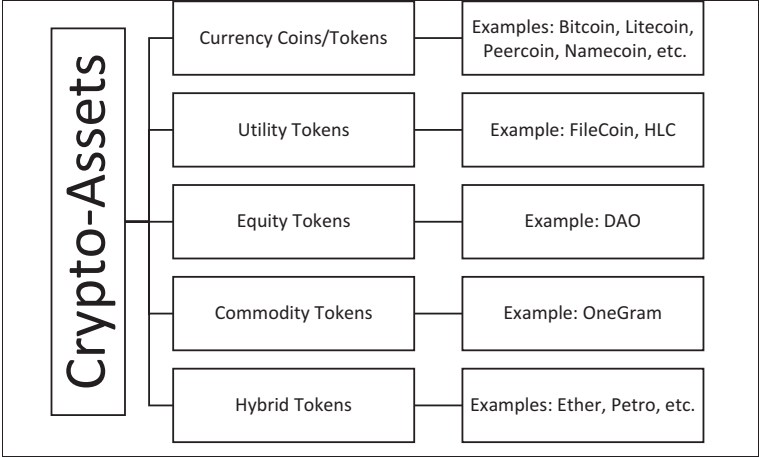 Crypto-Assets
Currency Coins/Tokens
Examples: Bitcoin, Litecoin,
Peercoin, Namecoin, etc.
Utility Tokens
Example: FileCoin, HLC
Equity Tokens
Example: DAO
Commodity Tokens
Example: OneGram
Hybrid Tokens
Examples: Ether, Petro, etc.